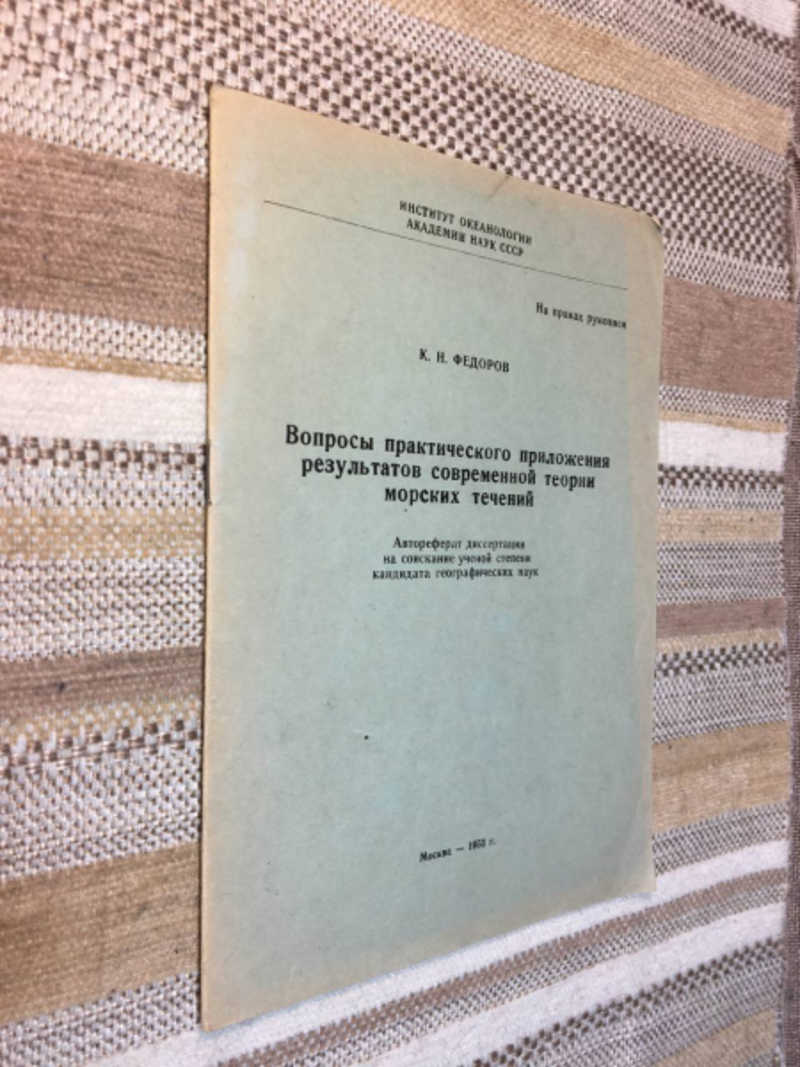 ИНСТИТУТ ОКЕАНОЛОГИИ
АКАДЕМИИ НАУК СССР
На правах рукописи
К. Н. ФЕДОРОВ
Вопросы практического приложения
результатов современной теории
морских течений
Автореферат диссертации
на соискание ученой степени
кандидата географических наук
Москва — г.